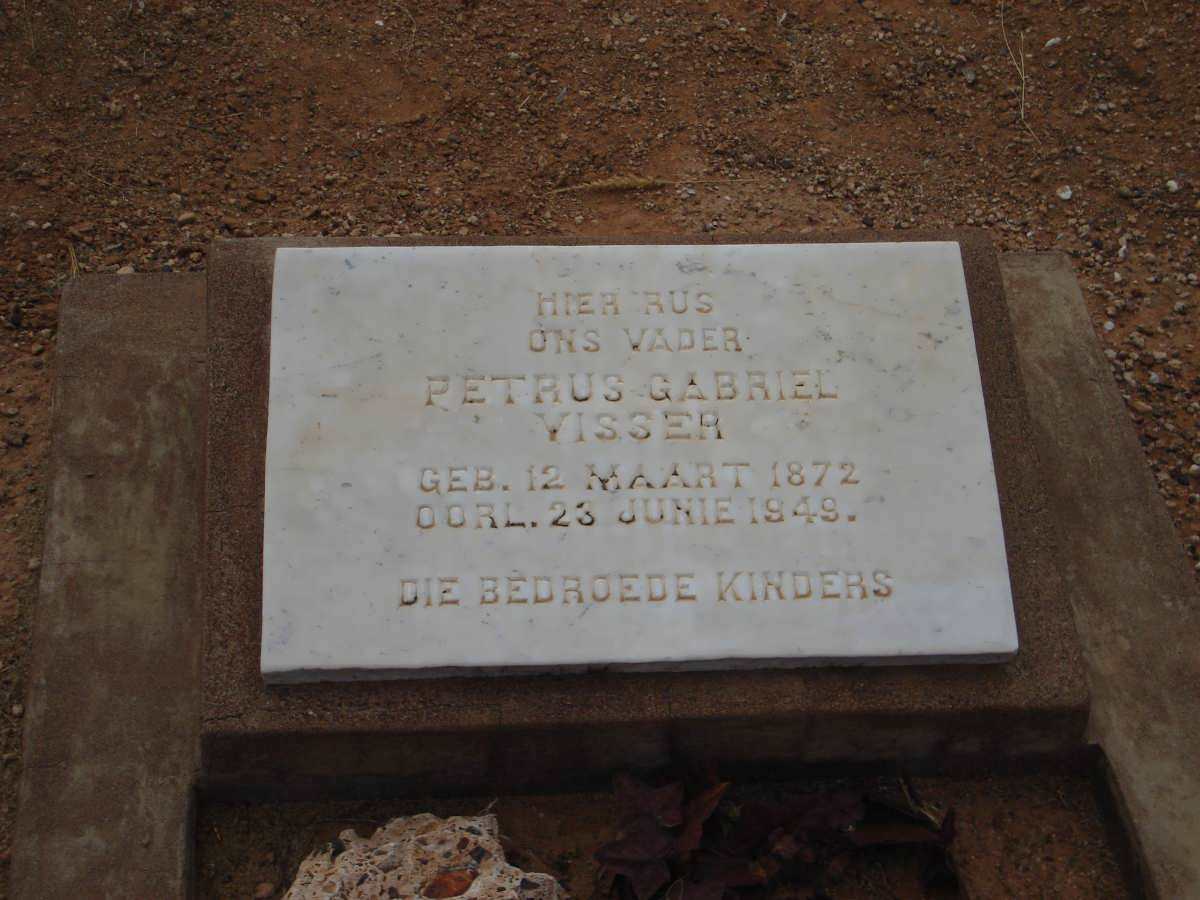 HIER RUS
ONS VADER
PETRUS GABRIEL
VISSER
GEB. 12 MAART 1872
OORL. 23 JUNIE 1949.
DIE BEDROEDE KINDERS